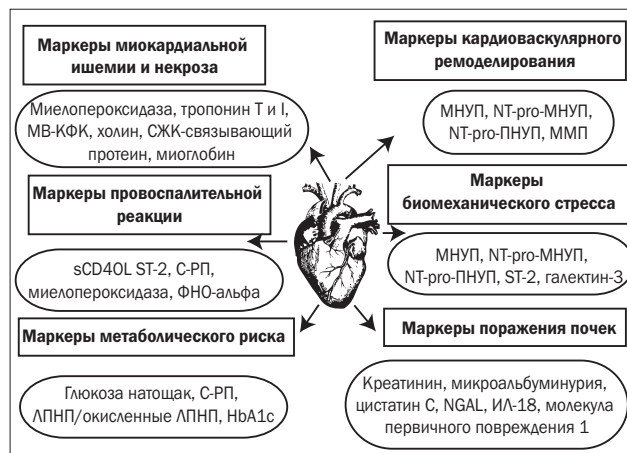 Маркеры миокардиальной
ишемии и некроза
Миелопероксидаза, тропонин Т и I,
МВ-КФК, холин, СЖК-связывающий
протеин, миоглобин
Маркеры провоспалительной
реакции
sCD4OL ST-2, С-РП,
миелопероксидаза, ФНО-альфа
Маркеры метаболического риска
Глюкоза натощак, С-РП,
ЛПНП/окисленные ЛПНП, HbA1c
Маркеры кардиоваскулярного
ремоделирования
МНУП, NT-pro-МНУП,
NT-pro-ПНУП, ММП
Маркеры
биомеханического стресса
МНУП, NT-pro-МНУП,
NT-pro-ПНУП, ST-2, галектин-3
Маркеры поражения почек
Креатинин, микроальбуминурия,
цистатин С, NGAL, ИЛ-18, молекула
первичного повреждения 1